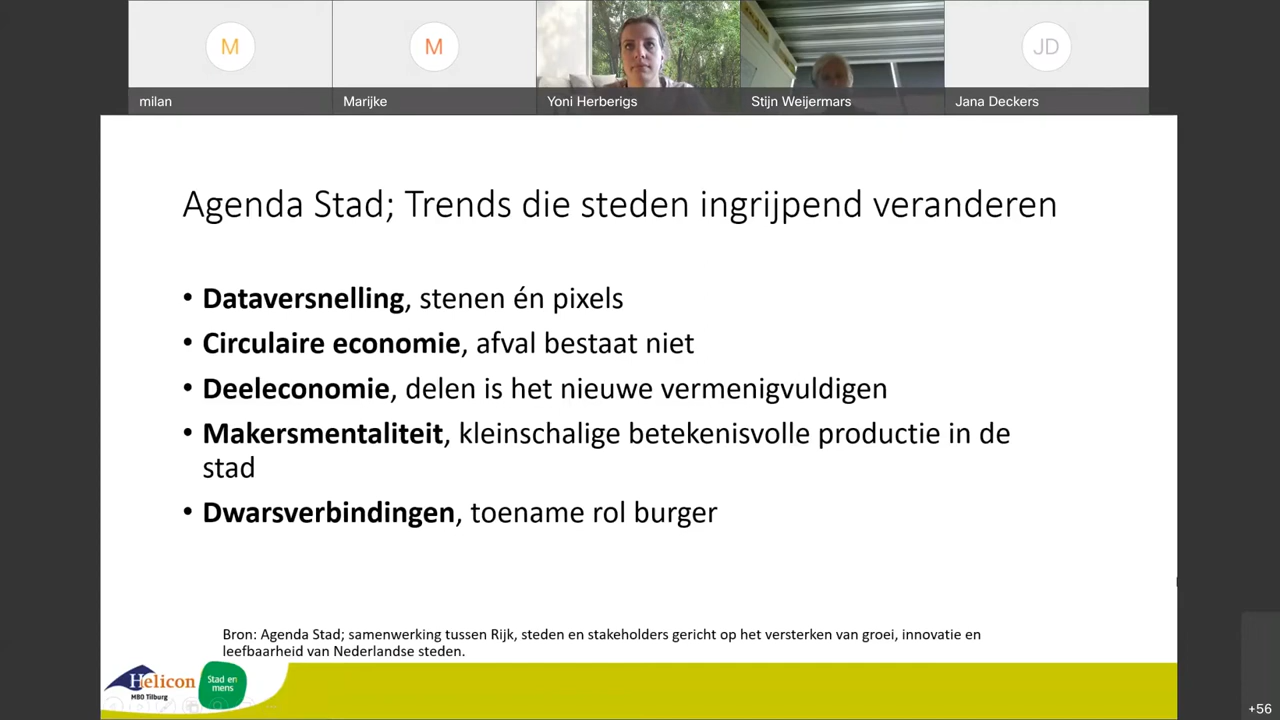 M
M
JD
milan
Marijke
Yoni Herberigs
Stijn Weijermars
Jana Deckers
Agenda Stad; Trends die steden ingrijpend veranderen
• Dataversnelling, stenen én pixels
• Circulaire economie, afval bestaat niet
• Deeleconomie, delen is het nieuwe vermenigvuldigen
• Makersmentaliteit, kleinschalige betekenisvolle productie in de
stad
• Dwarsverbindingen, toename rol burger
Bron: Agenda Stad; samenwerking tussen Rijk, steden en stakeholders gericht op het versterken van groei, innovatie en
leefbaarheid van Nederlandse steden.
Helicon
MBO Tilburg
Stad en
mens
+56